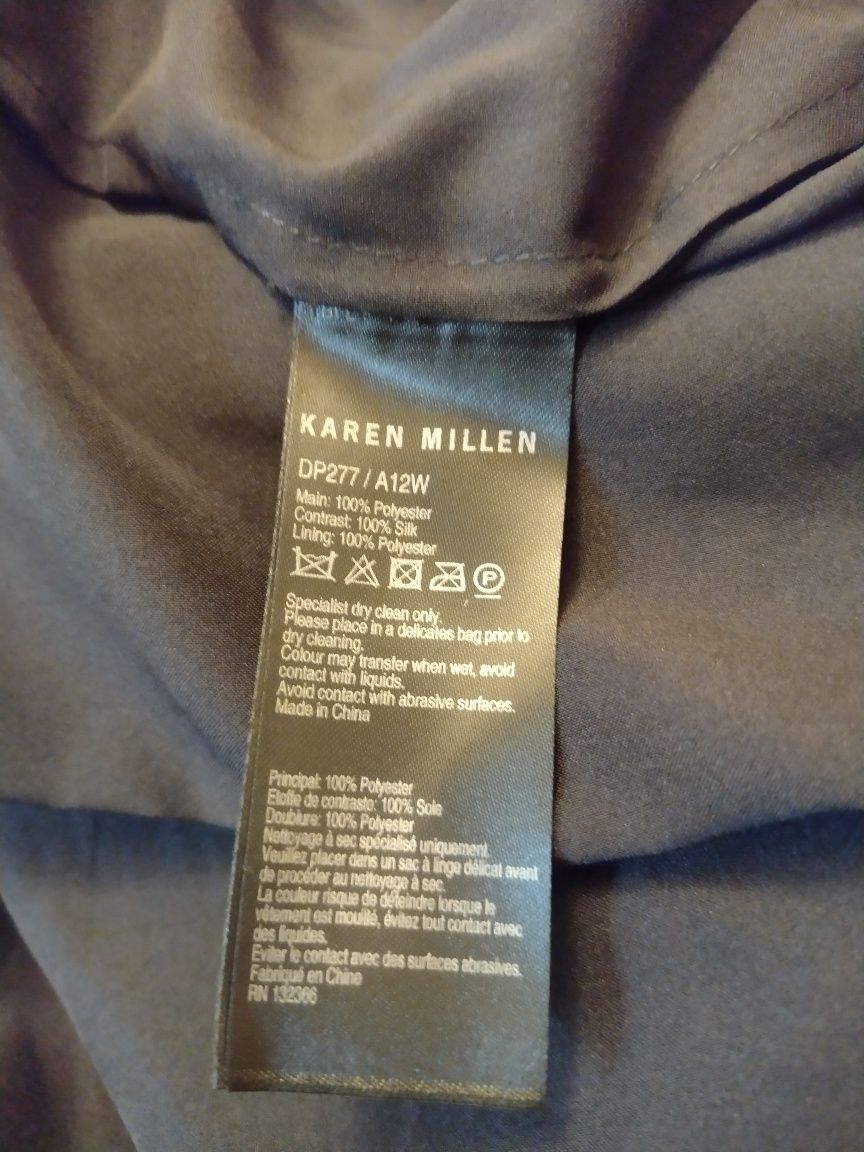 KAREN MILLEN
DP277 / A12W
Main: 100% Polyester
Contrast: 100% Silk
Lining: 100% Polyester
P
Specialist dry clean only.
Please place in a delicates bag prior to
dry cleaning.
Colour may transfer when wet, avoid
contact with liquids.
Avoid contact with abrasive surfaces.
Made in China
Principal: 100% Polyester
Etoffe de contraste: 100% Soie
Doublure: 100% Polyester
Nettoyage à sec spécialisé uniquement.
Veuillez placer dans un sac à linge délicat avant
de procéder au nettoyage à sec.
La couleur risque de déteindre lorsque le
vêtement est mouillé, évitez tout contact avec
des liquides.
Eviter le contact avec des surfaces abrasives.
Fabriqué en Chine
RN 132366